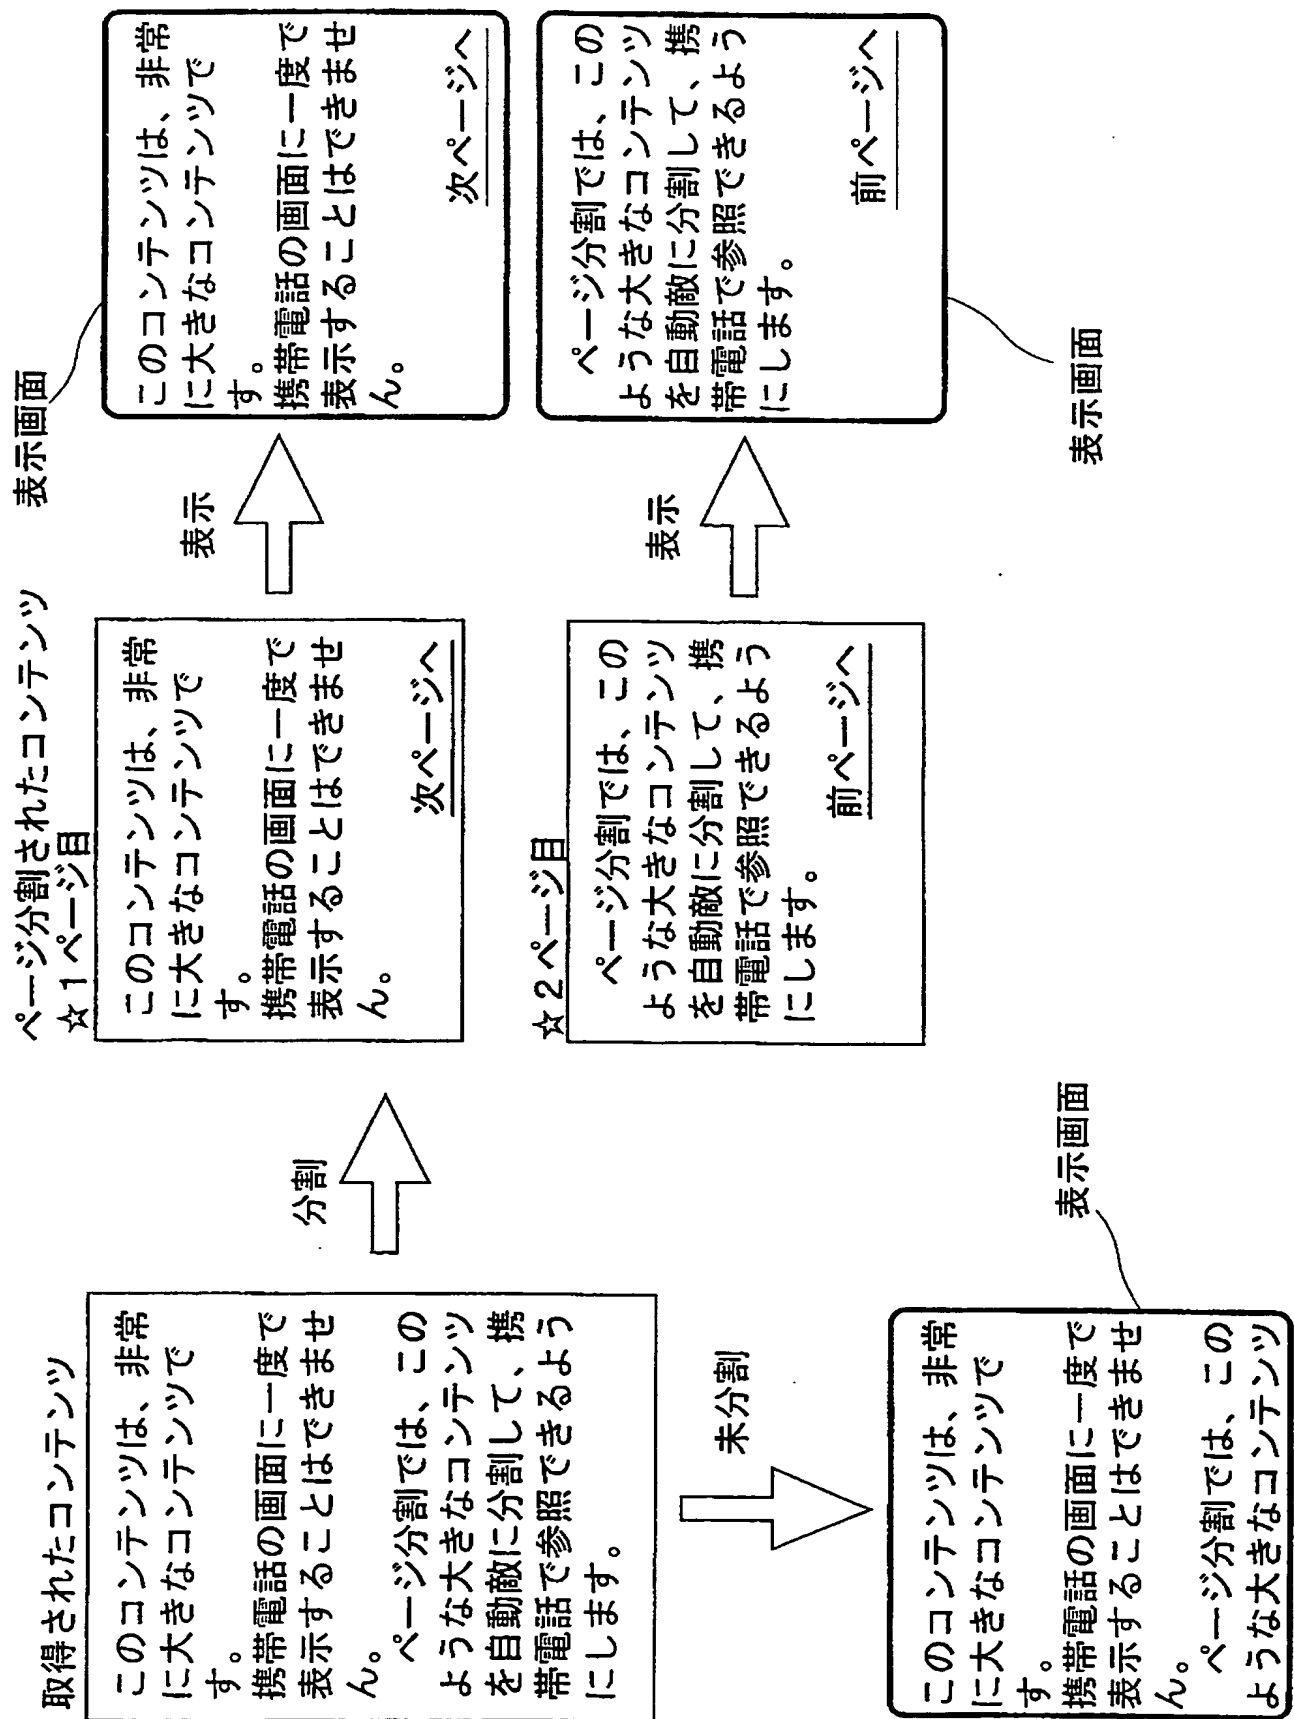 取得されたコンテンツ
このコンテンツは、非常
に大きなコンテンツで
す。
携帯電話の画面に一度で
表示することはできませ
ん。
ページ分割では、この
ような大きなコンテンツ
を自動敵に分割して、携
帯電話で参照できるよう
にします。
分割
未分割
このコンテンツは、非常
に大きなコンテンツで
す。
携帯電話の画面に一度で
表示することはできませ
ん。
ページ分割では、この
ような大きなコンテンツ
表示画面
ページ分割されたコンテンツ
☆1ページ目
このコンテンツは、非常
に大きなコンテンツで
す。
携帯電話の画面に一度で
表示することはできませ
ん。
次ページへ
☆2ページ目
ページ分割では、この
ような大きなコンテンツ
を自動敵に分割して、携
帯電話で参照できるよう
にします。
前ページへ
表示
表示
表示画面
このコンテンツは、非常
に大きなコンテンツで
す。
携帯電話の画面に一度で
表示することはできませ
ん。
次ページへ
ページ分割では、この
ような大きなコンテンツ
を自動敵に分割して、携
帯電話で参照できるよう
にします。
前ページへ
表示画面